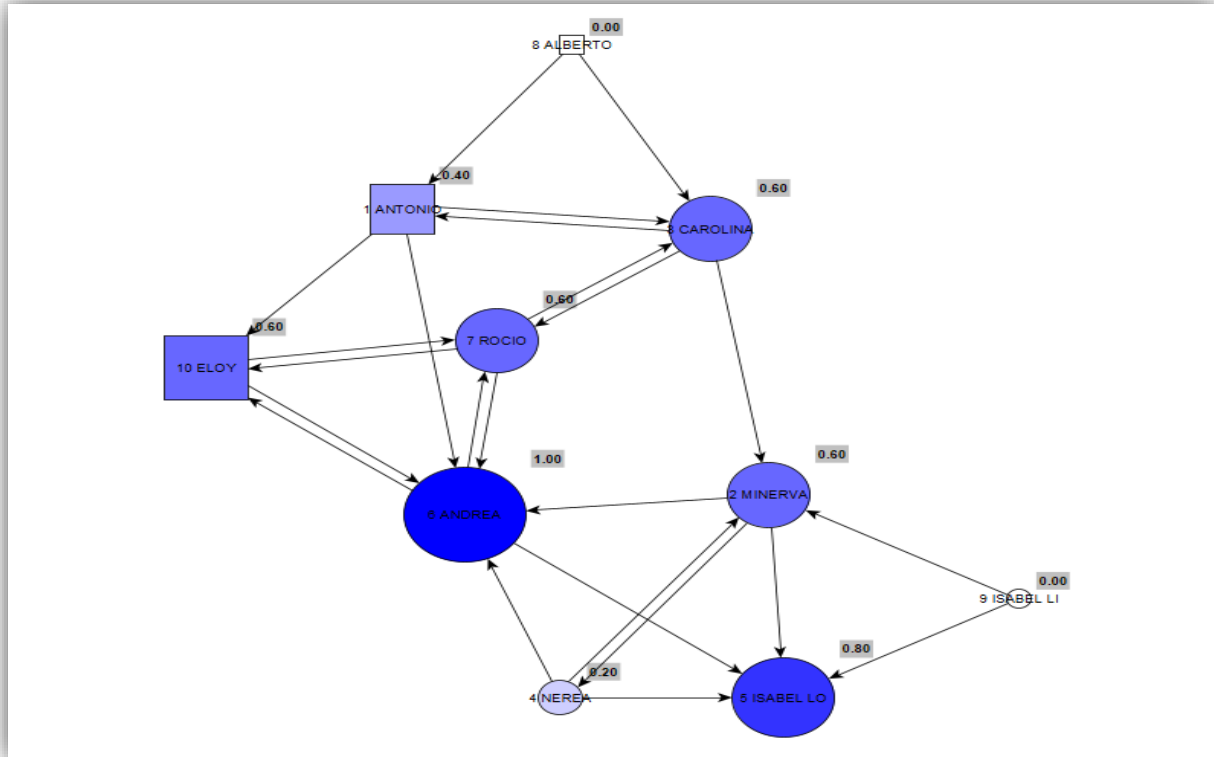 0.00
8 ALBERTO
0.40
1 ANTONIO
0.60
3 CAROLINA
0.60
7 ROCIO
0.60
10 ELOY
1.00
6 ANDREA
0.60
2 MINERVA
0.00
9 ISABEL LI
0.20
4 NEREA
0.80
5 ISABEL LO